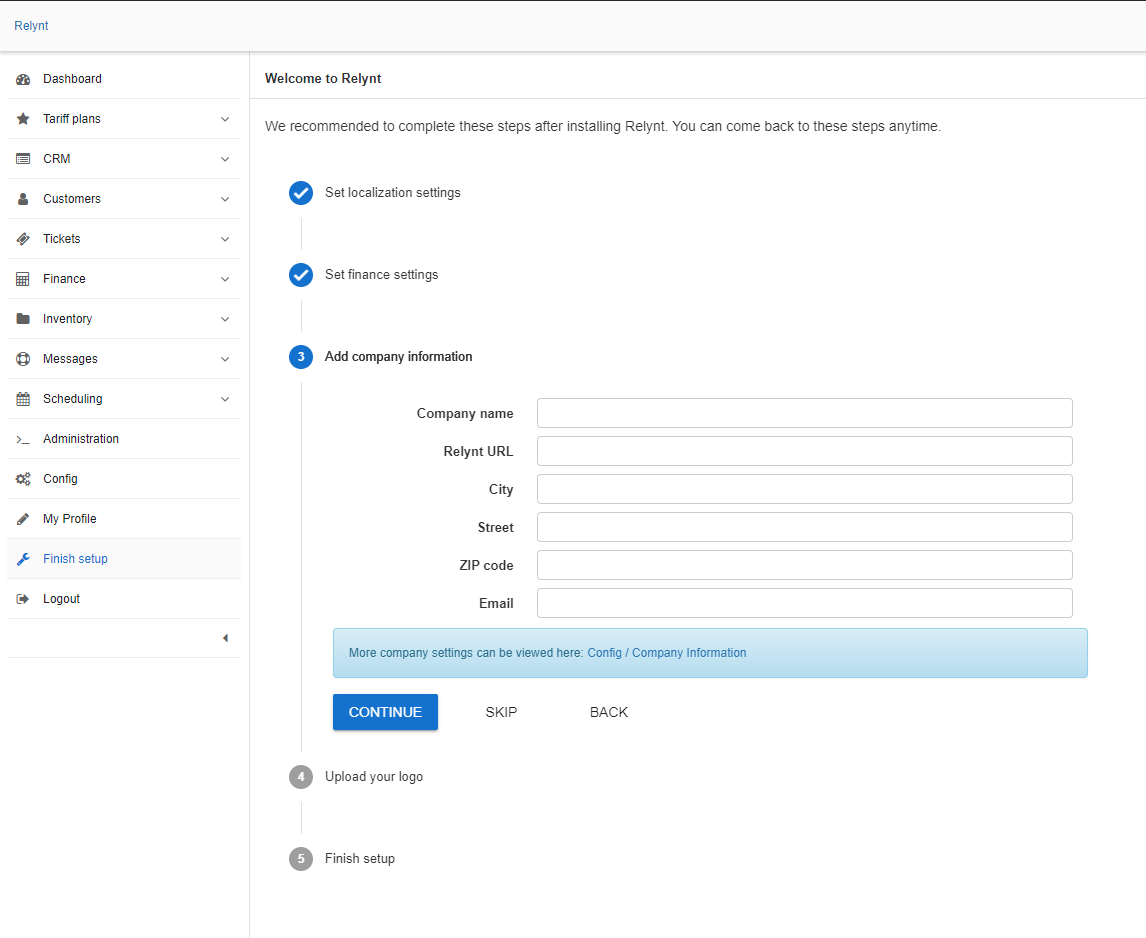 Relynt
Dashboard
Tariff plans
CRM
Customers
Tickets
Finance
Inventory
Messages
Scheduling
Administration
Config
My Profile
Finish setup
Logout
Welcome to Relynt
We recommended to complete these steps after installing Relynt. You can come back to these steps anytime.
Set localization settings
Set finance settings
3 Add company information
Company name
Relynt URL
City
Street
ZIP code
Email
More company settings can be viewed here: Config / Company Information
CONTINUE SKIP BACK
4 Upload your logo
5 Finish setup